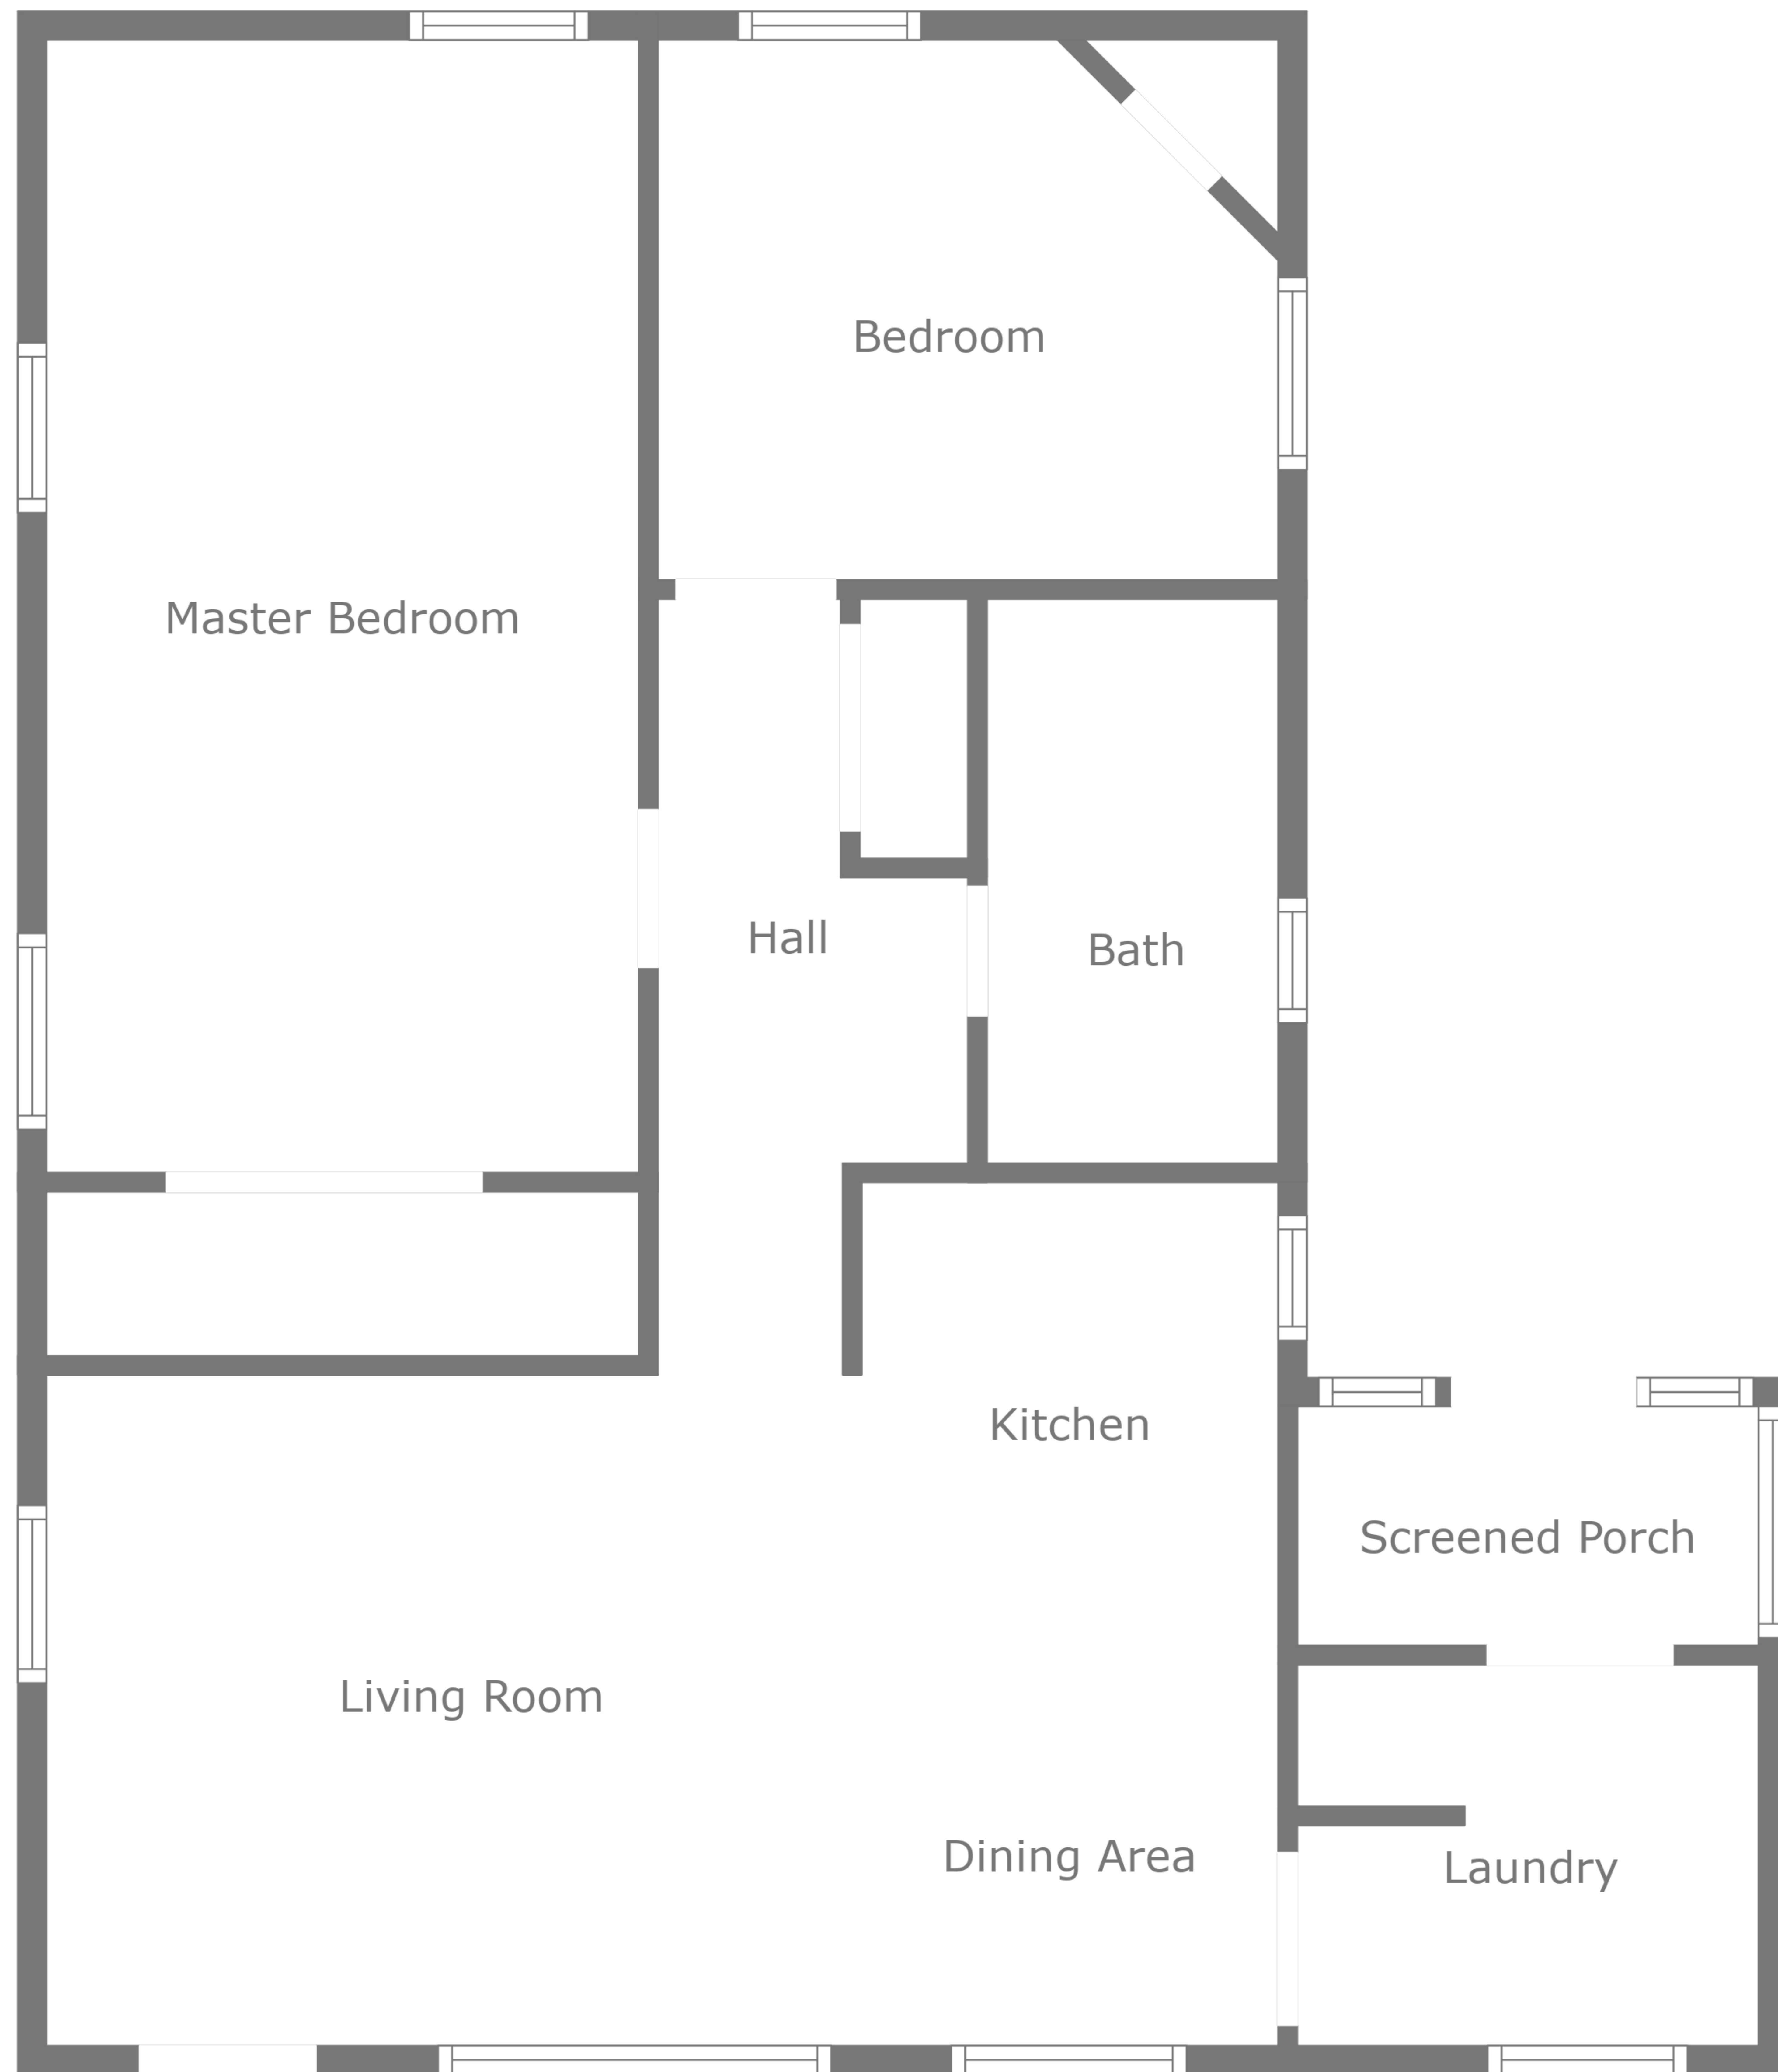 Bedroom
Master Bedroom
Hall
Bath
Kitchen
Screened Porch
Living Room
Dining Area
Laundry